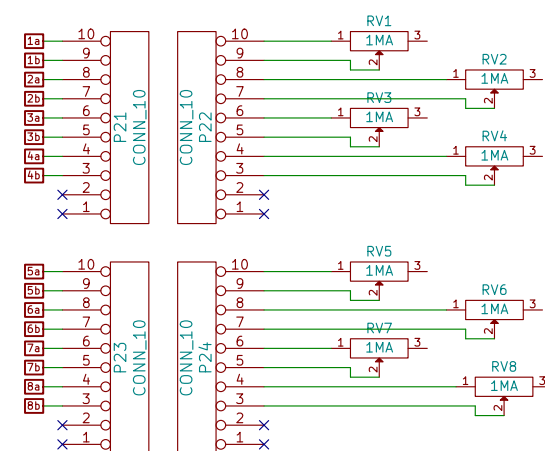 RV1
1a 10 10 1 1MA 3
1b 9 9 2
RV2
2a 8 8 1 1MA 3
2b 7 7 2
RV3
3a 6 6 1 1MA 3
3b 5 5 2
RV4
4a 4 4 1 1MA 3
4b 3 3 2
2 2
1 1
P21 CONN_10 CONN_10 P22
RV5
5a 10 10 1 1MA 3
5b 9 9 2
RV6
6a 8 8 1 1MA 3
6b 7 7 2
RV7
7a 6 6 1 1MA 3
7b 5 5 2
RV8
8a 4 4 1 1MA 3
8b 3 3 2
2 2
1 1
P23 CONN_10 CONN_10 P24